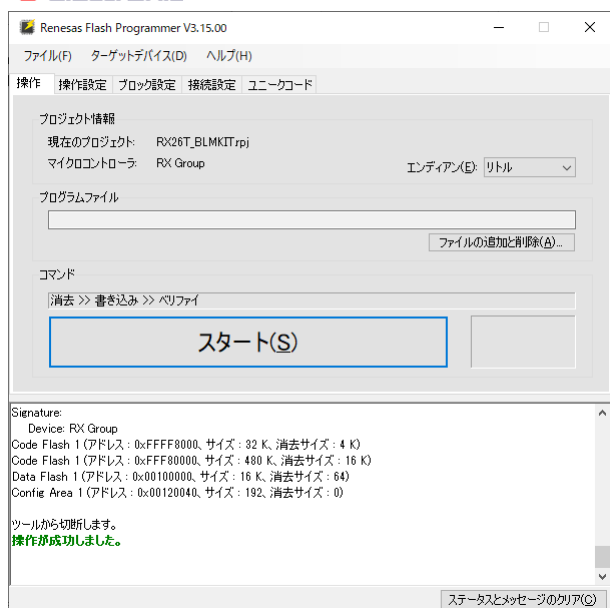 Renesas Flash Programmer V3.15.00
ファイル(F) ターゲットデバイス(D) ヘルプ(H)
操作 操作設定 ブロック設定 接続設定 ユニークコード
プロジェクト情報
現在のプロジェクト: RX26T_BLMKIT.rpj
マイクロコントローラ: RX Group エンディアン(E): リトル
プログラムファイル
ファイルの追加と削除(A)...
コマンド
消去 >> 書き込み >> ベリファイ
スタート(S)
Signature:
Device: RX Group
Code Flash 1 (アドレス : 0xFFFF8000、サイズ : 32 K、消去サイズ : 4 K)
Code Flash 1 (アドレス : 0xFFF80000、サイズ : 480 K、消去サイズ : 16 K)
Data Flash 1 (アドレス : 0x00100000、サイズ : 16 K、消去サイズ : 64)
Config Area 1 (アドレス : 0x00120040、サイズ : 192、消去サイズ : 0)
ツールから切断します。
操作が成功しました。
ステータスとメッセージのクリア(C)